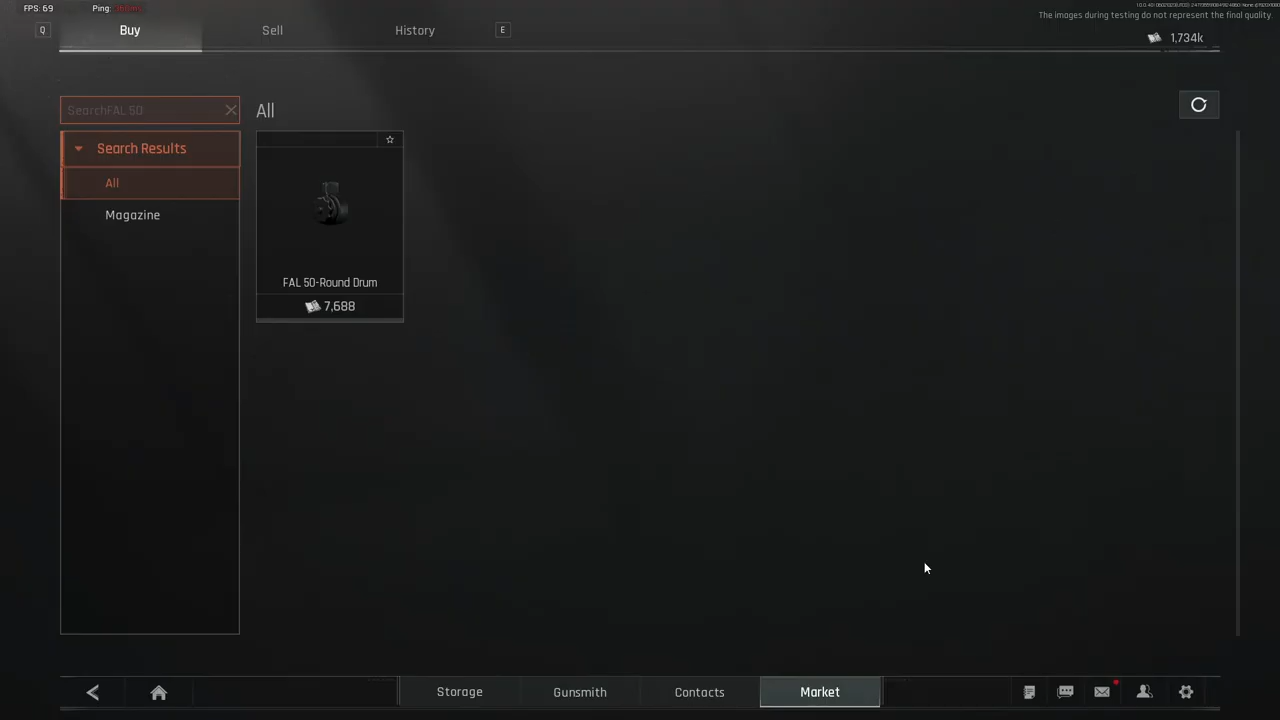 FPS: 69
Ping:
The images during testing do not represent the final quality
Q
Buy
Sell
History
E
1,734k
SearchFAL 50
All
Search Results
All
Magazine
FAL 50-Round Drum
7,688
Storage
Gunsmith
Contacts
Market